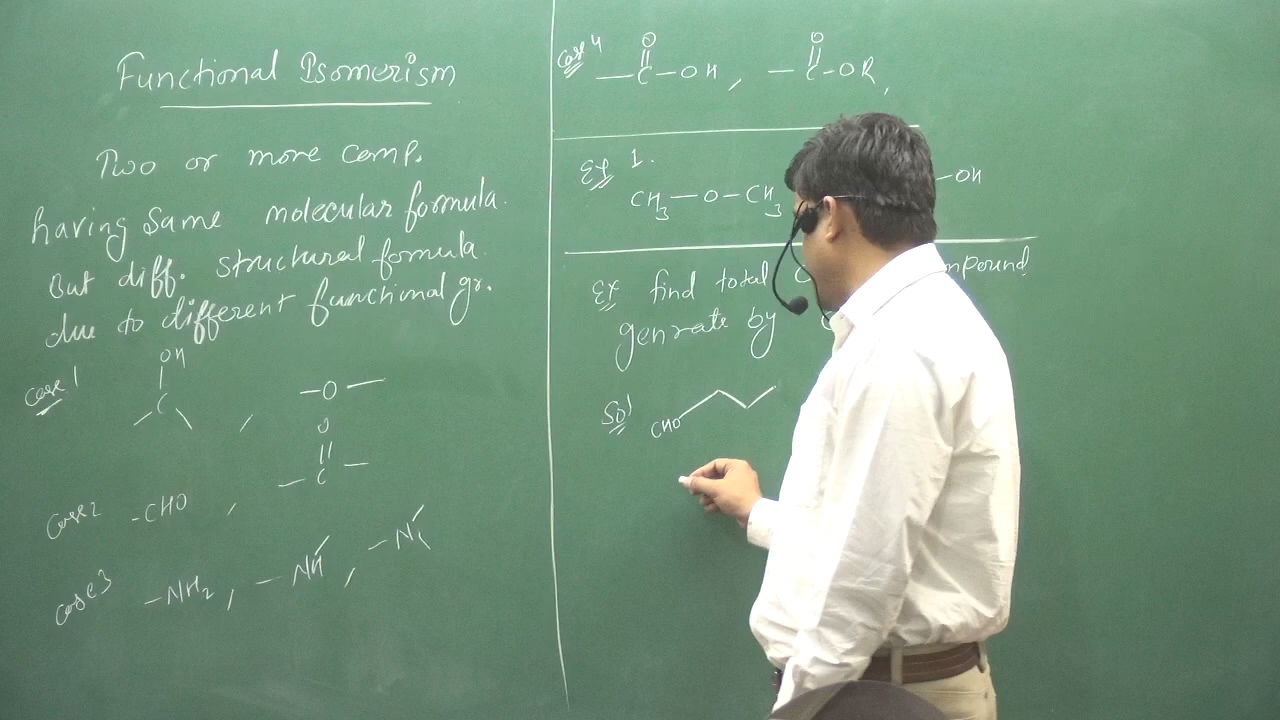 Functional Isomerism
Two or more comp.
having same molecular formula.
But diff. structural formula
due to different functional gr.
Case 1
OH
C
,
-O-
Case 2
-CHO
,
O
||
-C-
Case 3
-NH2, -NH, -N
Case 4
O
||
-C-OH,
O
||
-C-OR,
Ex 1.
CH3-O-CH3
-OH
Ex find total
mpound
genrate by
Sol
CHO